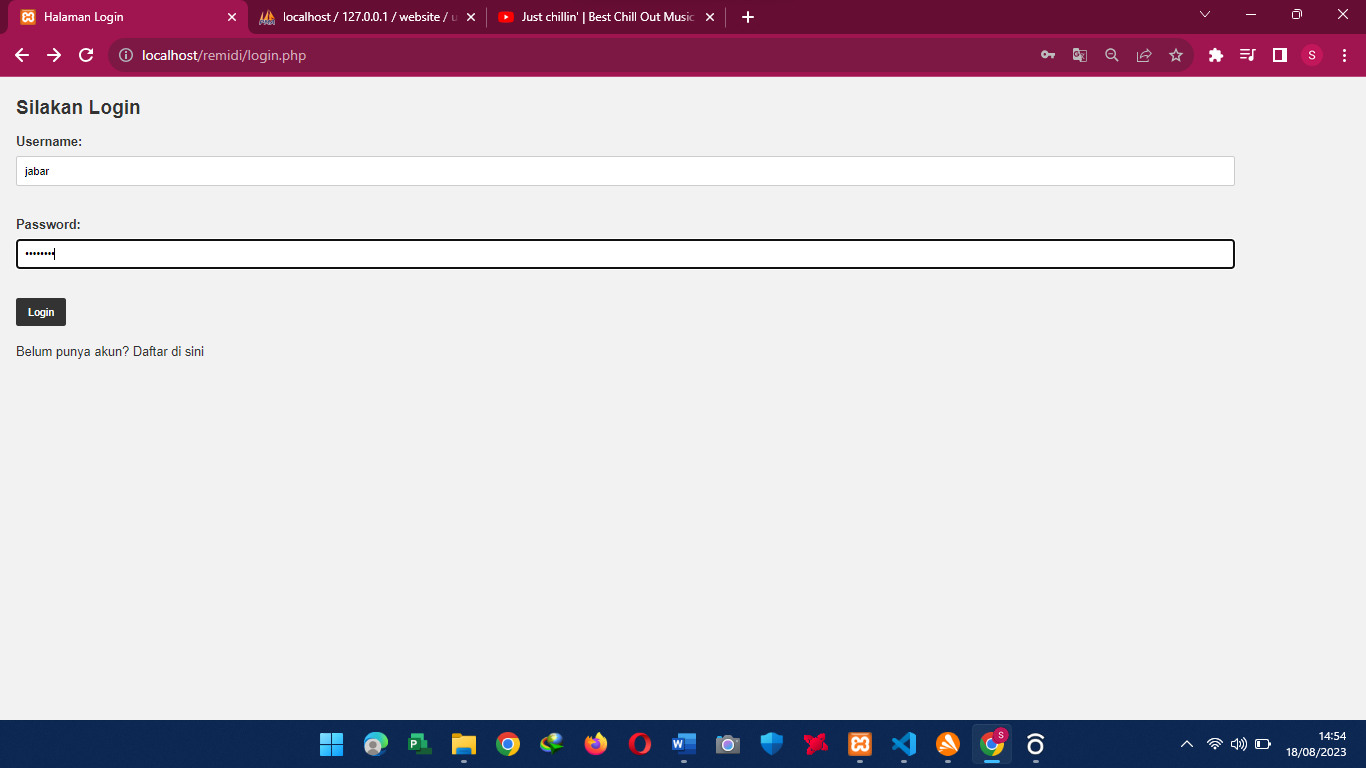 Halaman Login
localhost / 127.0.0.1 / website / u
Just chillin' | Best Chill Out Music
localhost/remidi/login.php
S
Silakan Login
Username:
jabar
Password:
••••••••
Login
Belum punya akun? Daftar di sini
14:54
18/08/2023